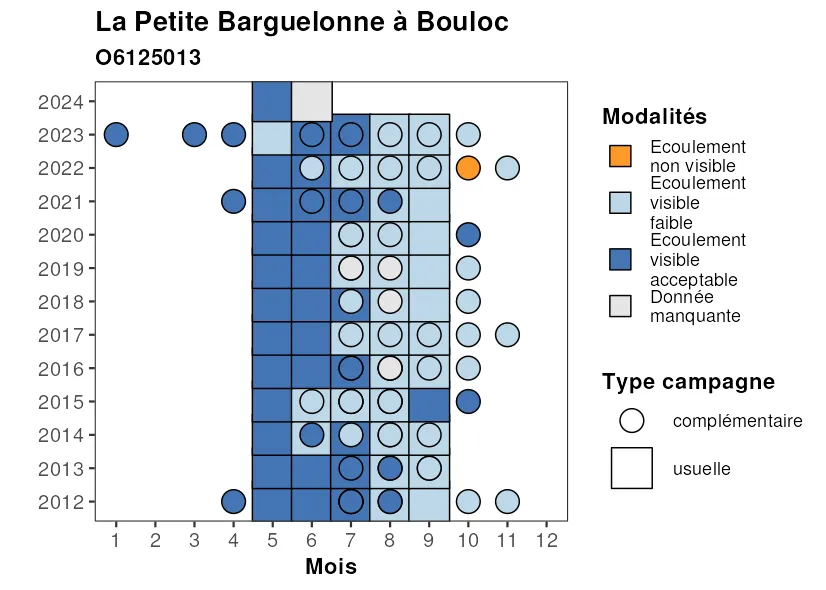 La Petite Barguelonne à Bouloc
O6125013
2024
2023
2022
2021
2020
2019
2018
2017
2016
2015
2014
2013
2012
1 2 3 4 5 6 7 8 9 10 11 12
Mois
Modalités
Ecoulement
non visible
Ecoulement
visible
faible
Ecoulement
visible
acceptable
Donnée
manquante
Type campagne
complémentaire
usuelle